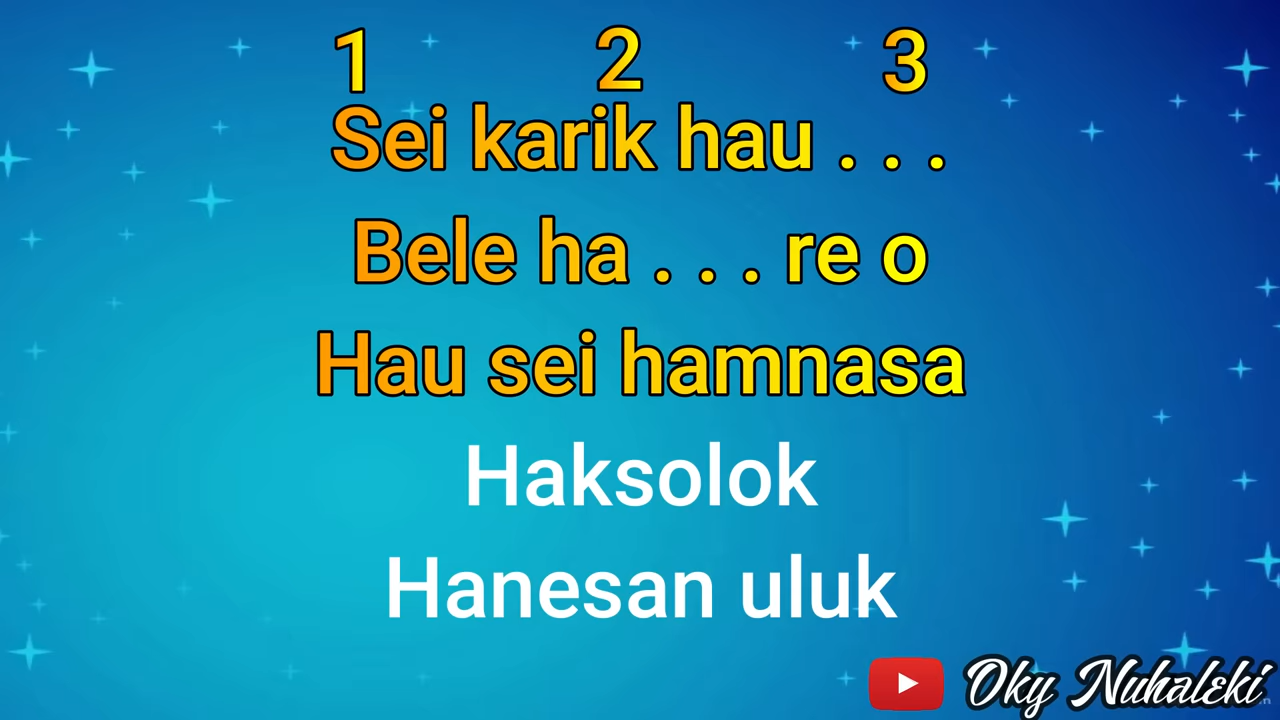 1 2 3
Sei karik hau . . .
Bele ha . . . re o
Hau sei hamnasa
Haksolok
Hanesan uluk
Oky Nuhaleki